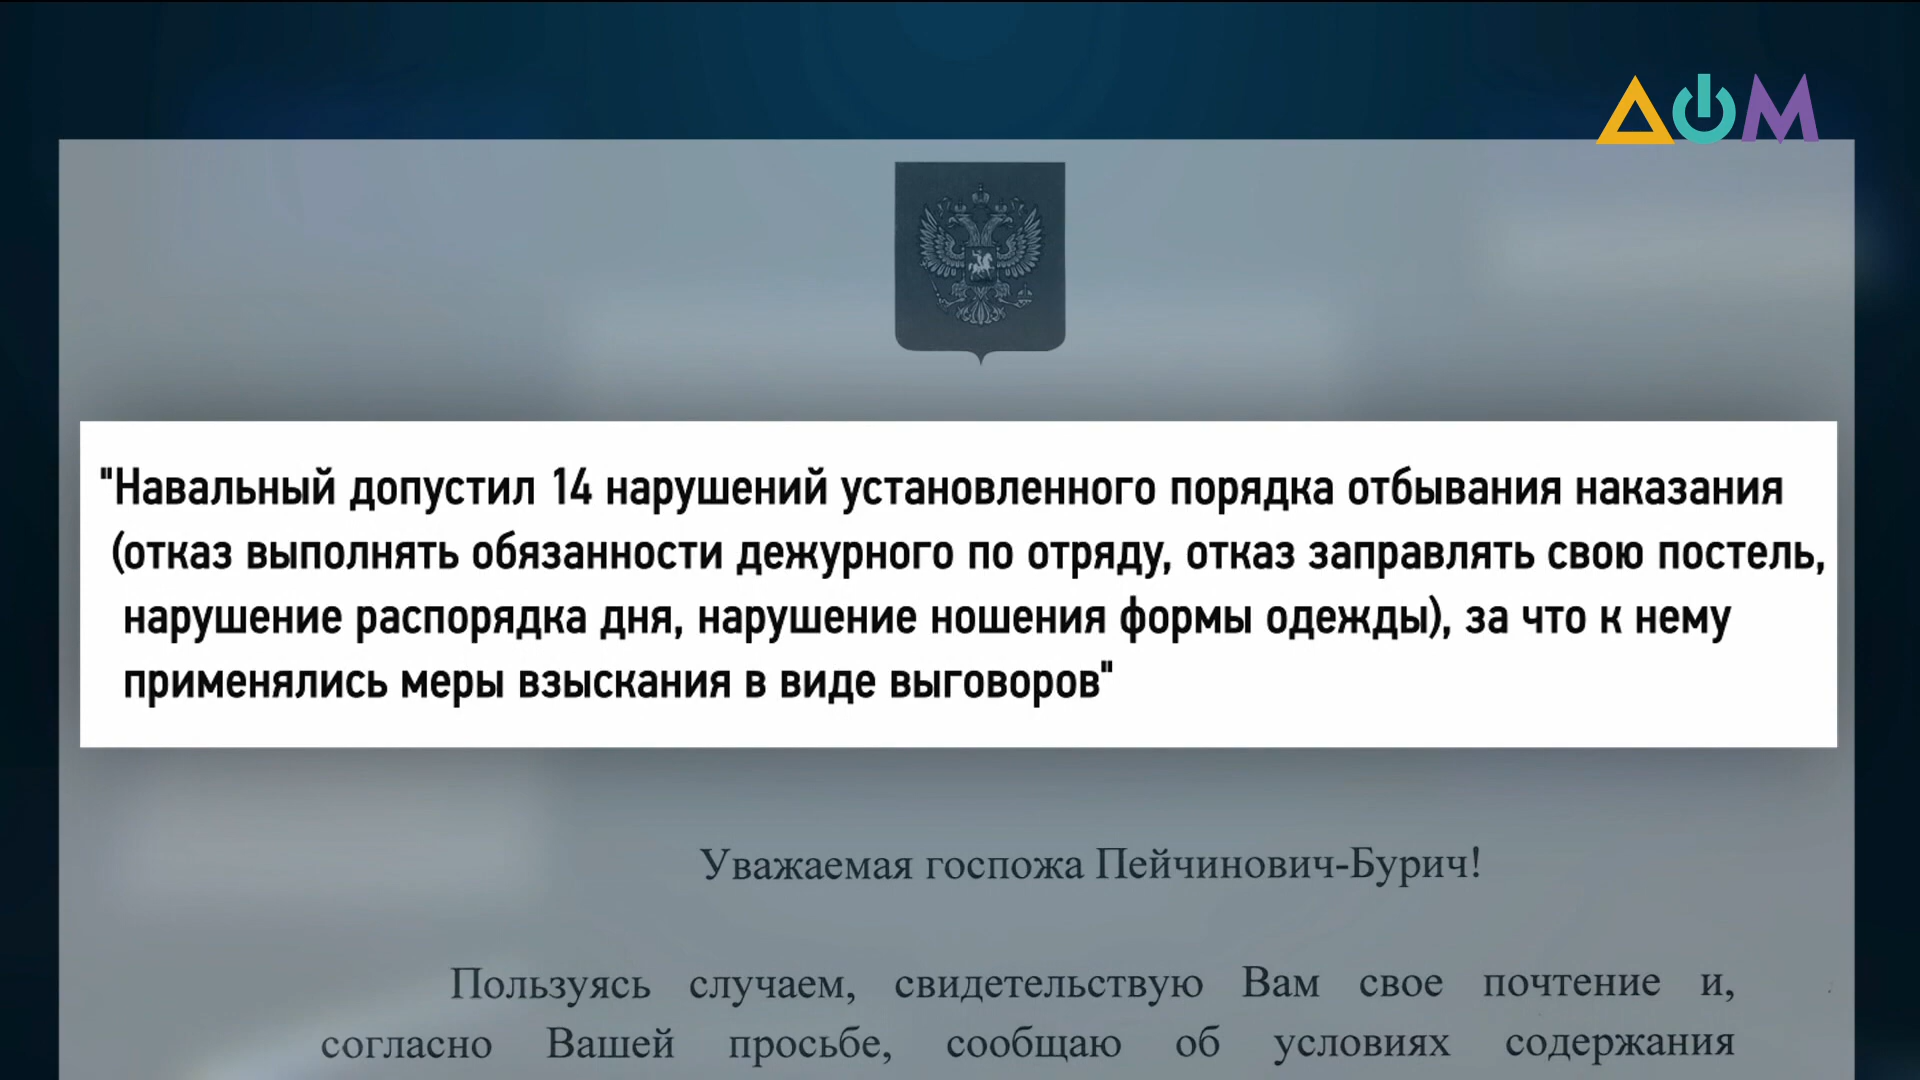 ДОМ
"Навальный допустил 14 нарушений установленного порядка отбывания наказания
(отказ выполнять обязанности дежурного по отряду, отказ заправлять свою постель,
нарушение распорядка дня, нарушение ношения формы одежды), за что к нему
применялись меры взыскания в виде выговоров"
Уважаемая госпожа Пейчинович-Бурич!
Пользуясь случаем, свидетельствую Вам свое почтение и,
согласно Вашей просьбе, сообщаю об условиях содержания